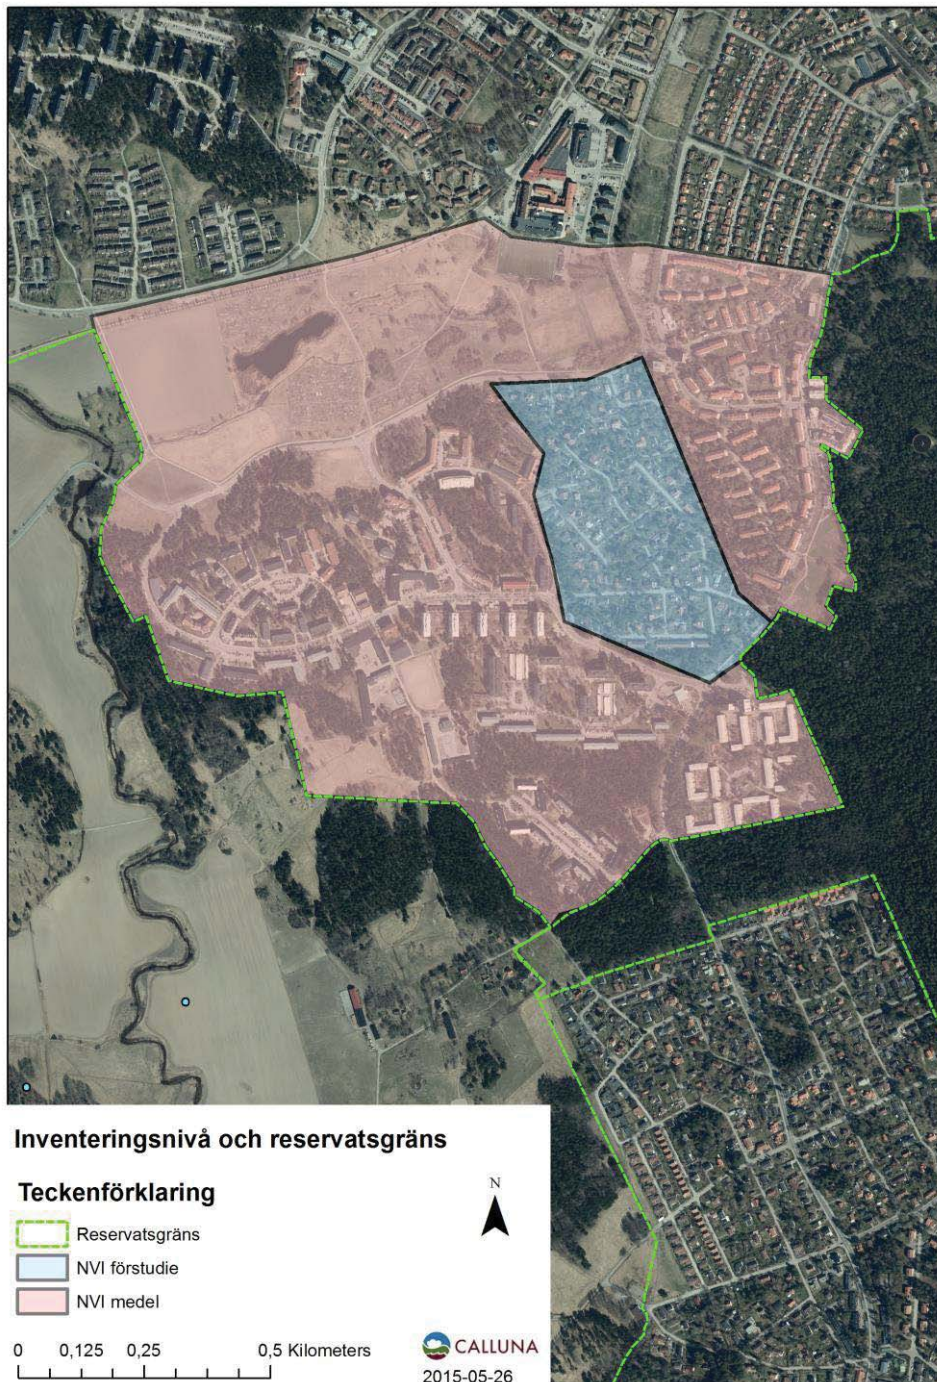 Inventeringsnivå och reservatsgräns
Teckenförklaring
N
Reservatsgräns
NVI förstudie
NVI medel
0 0,125 0,25 0,5 Kilometers
CALLUNA
2015-05-26